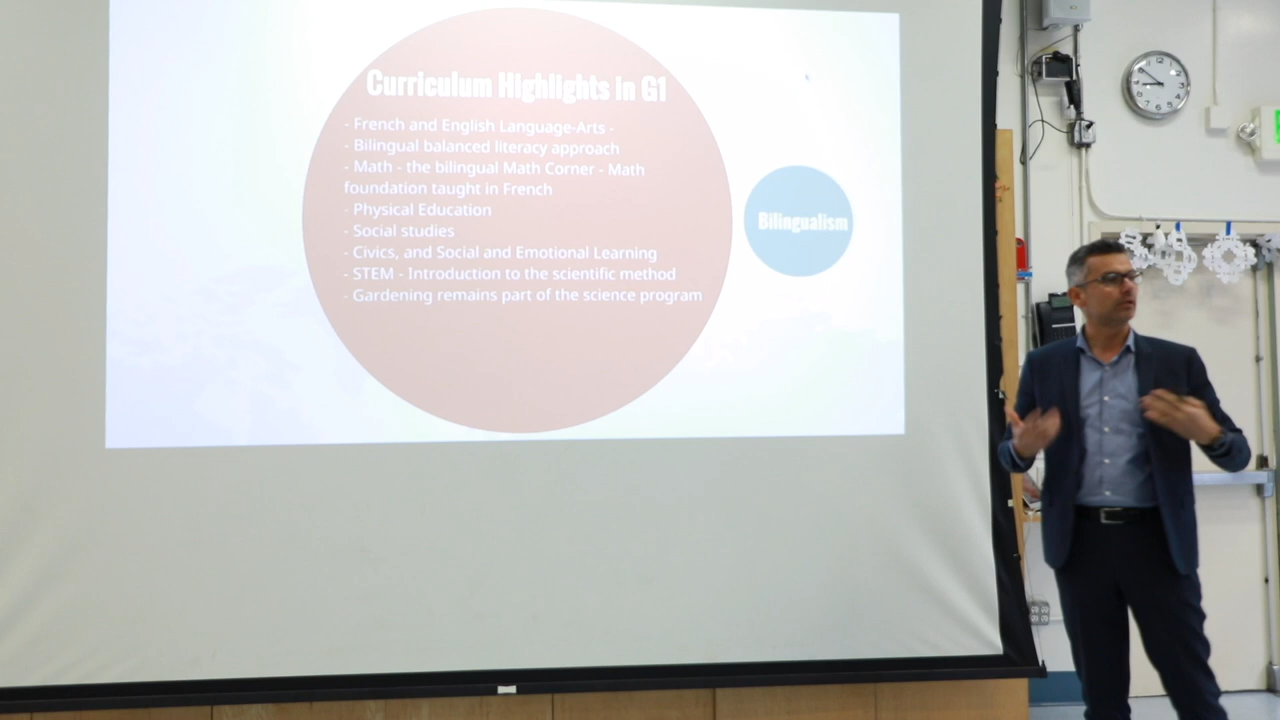 Curriculum Highlights in G1
- French and English Language-Arts -
- Bilingual balanced literacy approach
- Math - the bilingual Math Corner - Math
foundation taught in French
- Physical Education
- Social studies
- Civics, and Social and Emotional Learning
- STEM - Introduction to the scientific method
- Gardening remains part of the science program
Bilingualism